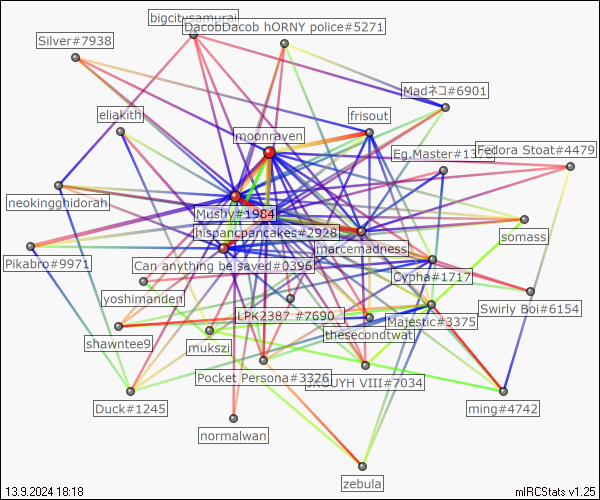 bigcitysamurai
DacobDacob hORNY police#5271
Silver#7938
Madネコ#6901
eliakith
frisout
moonraven
Eg.Master#1
Fedora Stoat#4479
neokingghidorah
Mushy#1984
somass
hispancpancakes#2928
marcemadness
Pikabro#9971
Can anything be saved#0396
Cypha#1717
yoshimanden
Swirly Boi#6154
LPK2387 #7690
Majestic#3375
shawntee9
thesecondtwat
mukszi
Pocket Persona#3326
VIII#7034
Duck#1245
ming#4742
normalwan
zebula
13.9.2024 18:18
mIRCStats v1.25